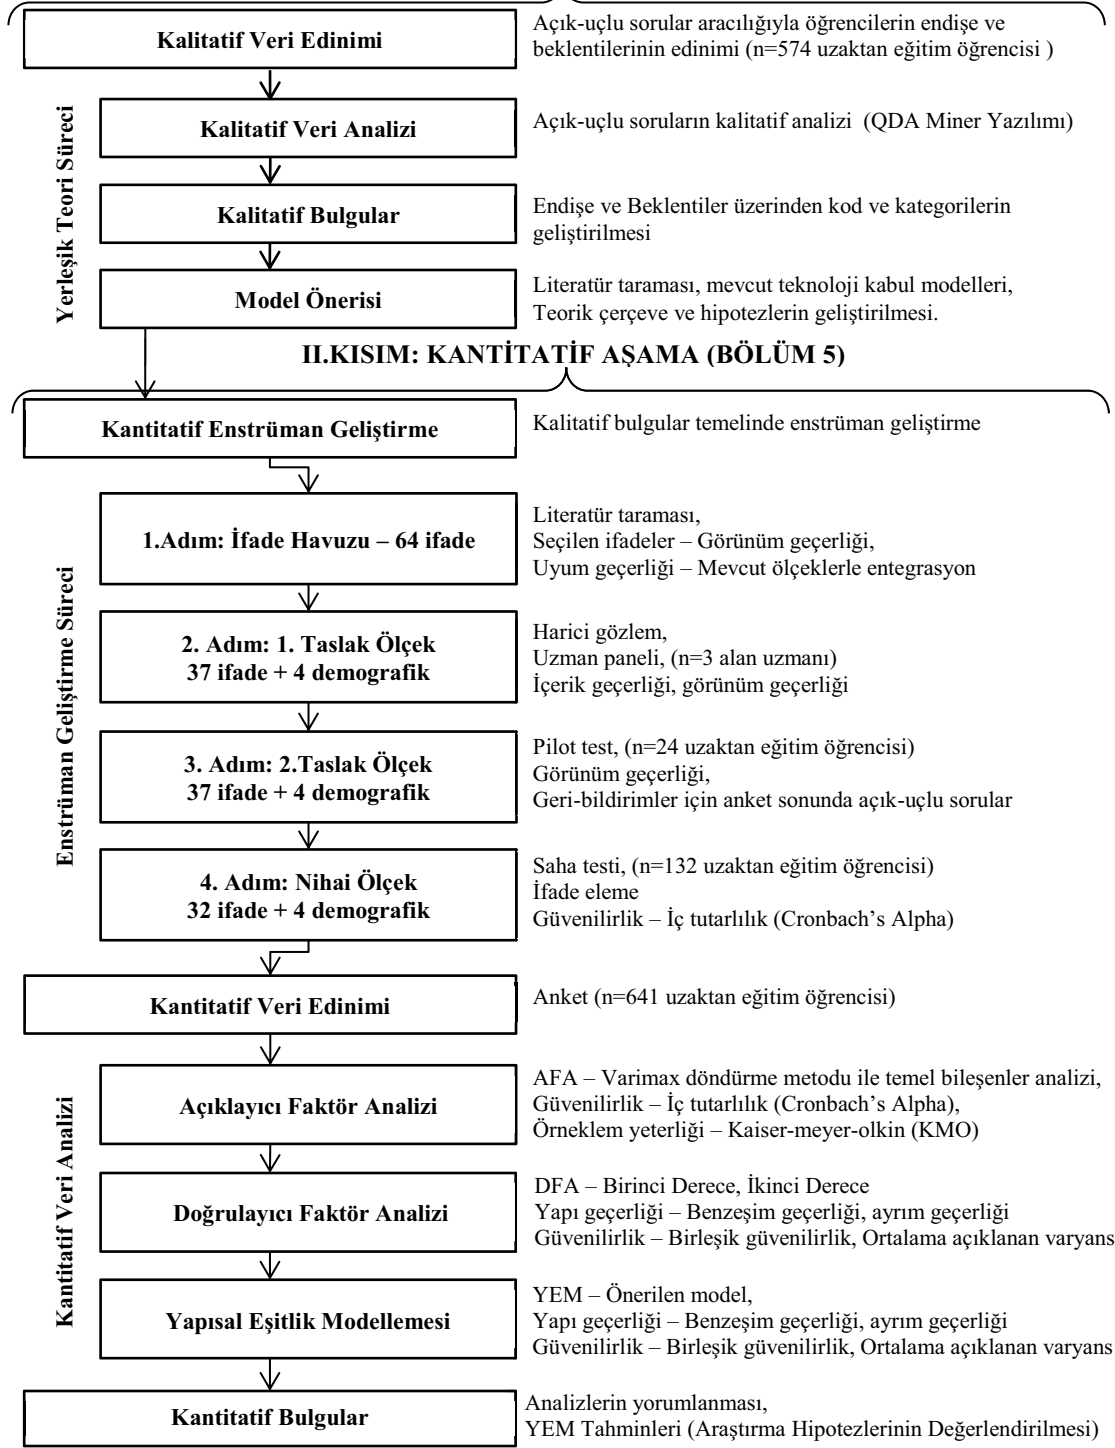 Kalitatif Veri Edinimi
Açık-uçlu sorular aracılığıyla öğrencilerin endişe ve
beklentilerinin edinimi (n=574 uzaktan eğitim öğrencisi )
Yerleşik Teori Süreci
Kalitatif Veri Analizi
Açık-uçlu soruların kalitatif analizi (QDA Miner Yazılımı)
Kalitatif Bulgular
Endişe ve Beklentiler üzerinden kod ve kategorilerin
geliştirilmesi
Model Önerisi
Literatür taraması, mevcut teknoloji kabul modelleri,
Teorik çerçeve ve hipotezlerin geliştirilmesi.
II.KISIM: KANTİTATİF AŞAMA (BÖLÜM 5)
Kantitatif Enstrüman Geliştirme
Kalitatif bulgular temelinde enstrüman geliştirme
Enstrüman Geliştirme Süreci
1.Adım: İfade Havuzu – 64 ifade
Literatür taraması,
Seçilen ifadeler – Görünüm geçerliği,
Uyum geçerliği – Mevcut ölçeklerle entegrasyon
2. Adım: 1. Taslak Ölçek
37 ifade + 4 demografik
Harici gözlem,
Uzman paneli, (n=3 alan uzmanı)
İçerik geçerliği, görünüm geçerliği
3. Adım: 2.Taslak Ölçek
37 ifade + 4 demografik
Pilot test, (n=24 uzaktan eğitim öğrencisi)
Görünüm geçerliği,
Geri-bildirimler için anket sonunda açık-uçlu sorular
4. Adım: Nihai Ölçek
32 ifade + 4 demografik
Saha testi, (n=132 uzaktan eğitim öğrencisi)
İfade eleme
Güvenilirlik – İç tutarlılık (Cronbach’s Alpha)
Kantitatif Veri Edinimi
Anket (n=641 uzaktan eğitim öğrencisi)
Kantitatif Veri Analizi
Açıklayıcı Faktör Analizi
AFA – Varimax döndürme metodu ile temel bileşenler analizi,
Güvenilirlik – İç tutarlılık (Cronbach’s Alpha),
Örneklem yeterliği – Kaiser-meyer-olkin (KMO)
Doğrulayıcı Faktör Analizi
DFA – Birinci Derece, İkinci Derece
Yapı geçerliği – Benzeşim geçerliği, ayrım geçerliği
Güvenilirlik – Birleşik güvenilirlik, Ortalama açıklanan varyans
Yapısal Eşitlik Modellemesi
YEM – Önerilen model,
Yapı geçerliği – Benzeşim geçerliği, ayrım geçerliği
Güvenilirlik – Birleşik güvenilirlik, Ortalama açıklanan varyans
Kantitatif Bulgular
Analizlerin yorumlanması,
YEM Tahminleri (Araştırma Hipotezlerinin Değerlendirilmesi)